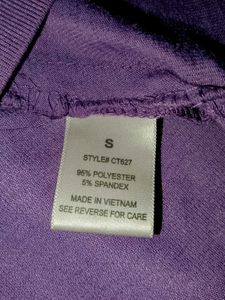 S
STYLE# CT627
95% POLYESTER
5% SPANDEX
MADE IN VIETNAM
SEE REVERSE FOR CARE